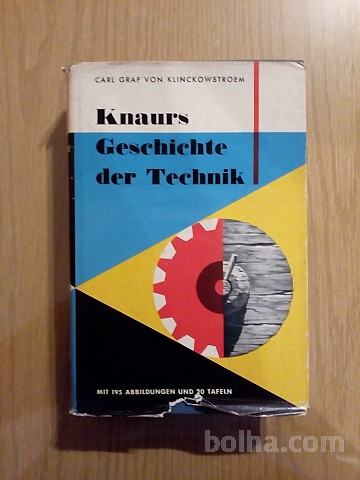 CARL GRAF VON KLINCKOWSTROEM
Knaurs
Geschichte
der Technik
MIT 195 ABBILDUNGEN UND 20 TAFELN
bolha.com